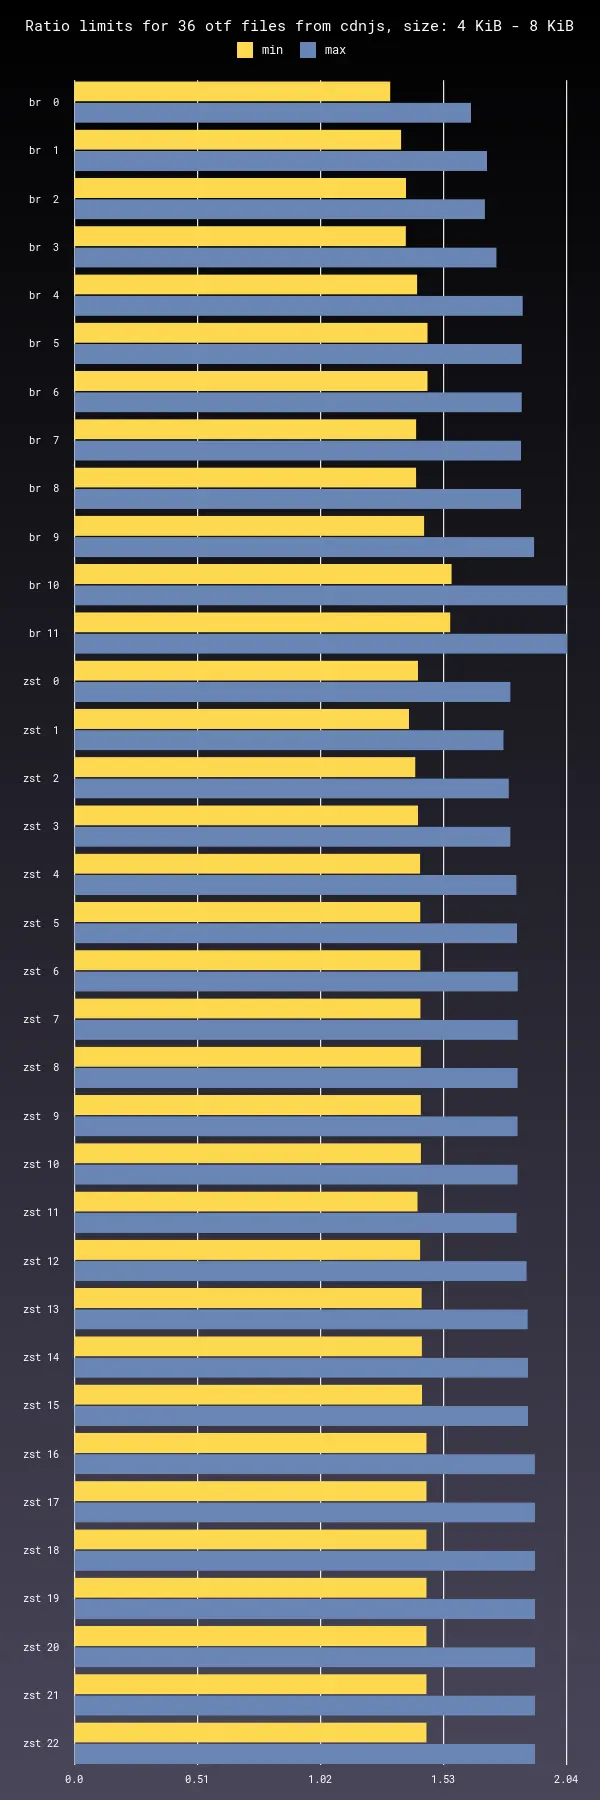 Ratio limits for 36 otf files from cdnjs, size: 4 KiB - 8 KiB
min max
br 0
br 1
br 2
br 3
br 4
br 5
br 6
br 7
br 8
br 9
br 10
br 11
zst 0
zst 1
zst 2
zst 3
zst 4
zst 5
zst 6
zst 7
zst 8
zst 9
zst 10
zst 11
zst 12
zst 13
zst 14
zst 15
zst 16
zst 17
zst 18
zst 19
zst 20
zst 21
zst 22
0.0 0.51 1.02 1.53 2.04